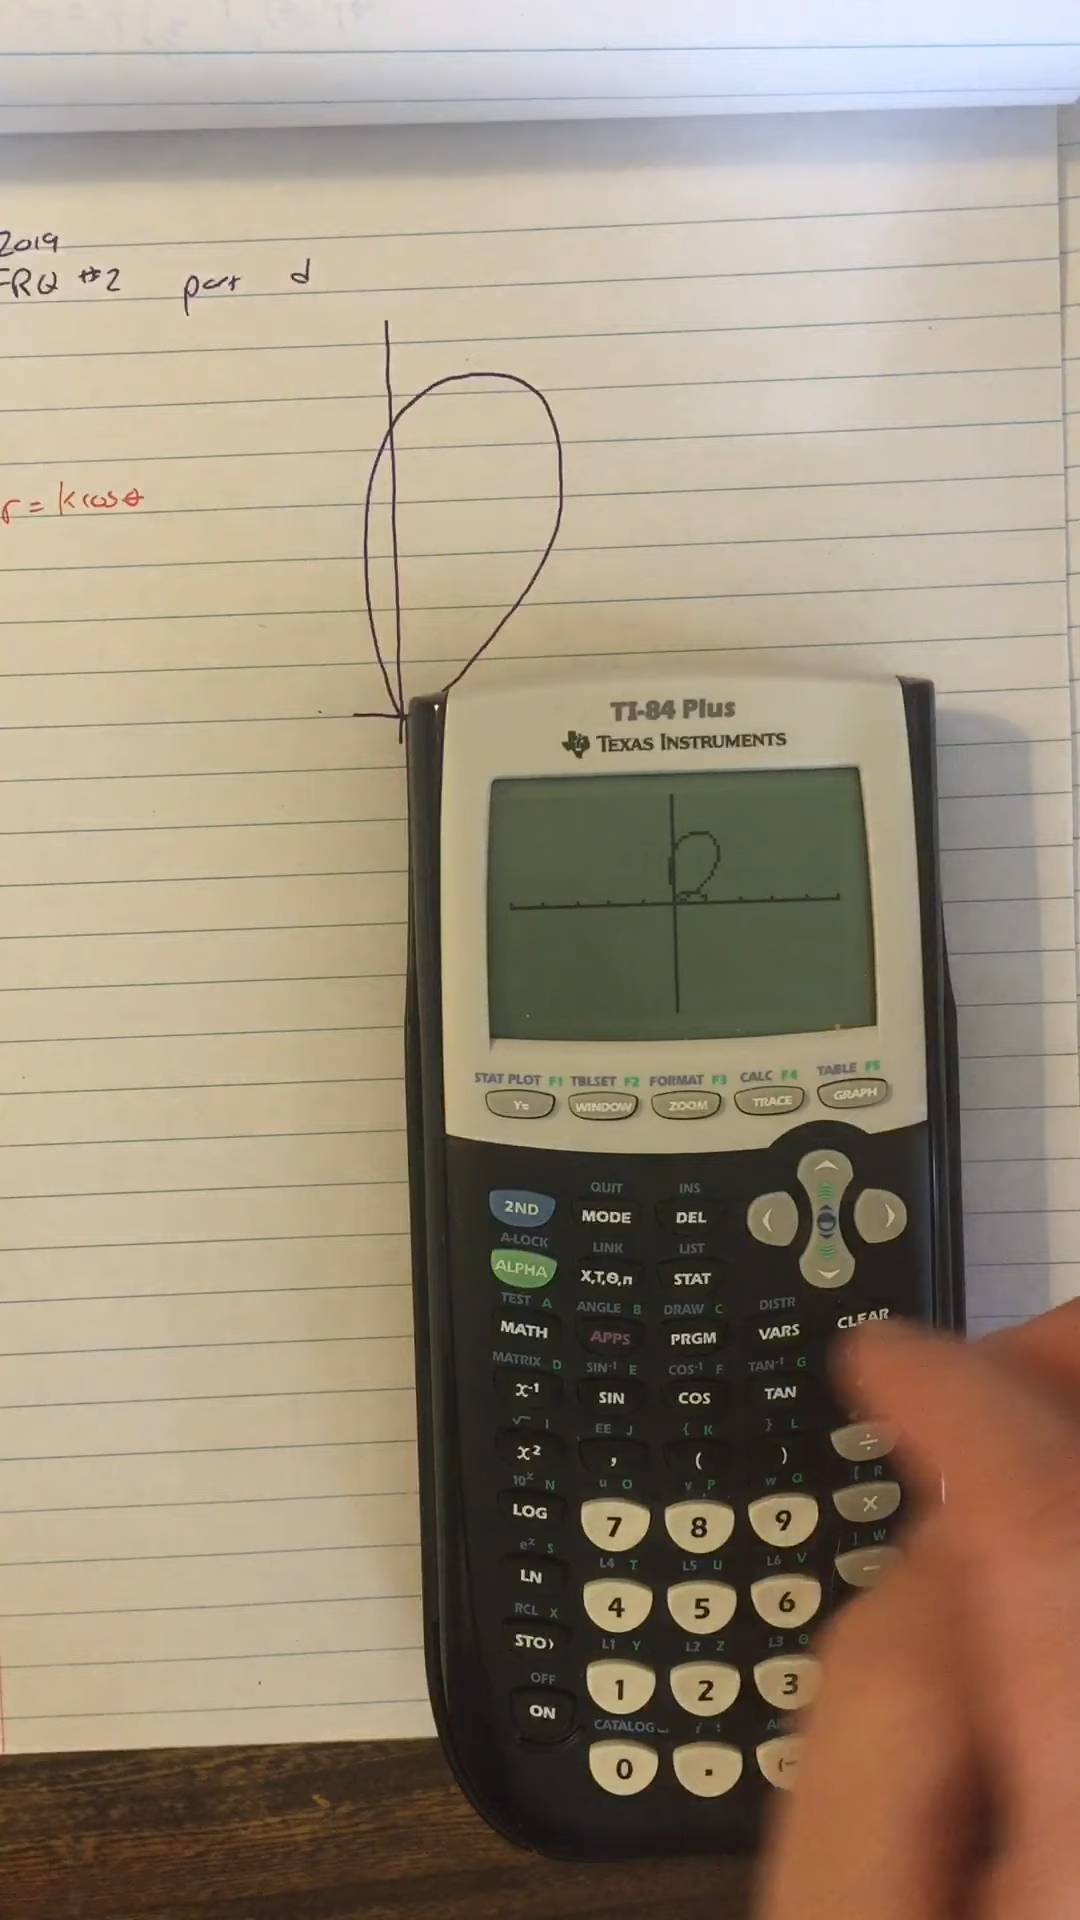 2019
FRQ #2 part d
r = k cos θ
TI-84 Plus
TEXAS INSTRUMENTS
STAT PLOT F1 TBLSET F2 FORMAT F3 CALC F4 TABLE F5
Y= WINDOW ZOOM TRACE GRAPH
QUIT INS
2ND MODE DEL
A-LOCK LINK LIST
ALPHA X,T,Θ,n STAT
TEST A ANGLE B DRAW C DISTR
MATH APPS PRGM VARS CLEAR
MATRIX D SIN⁻¹ E COS⁻¹ F TAN⁻¹ G
x⁻¹ SIN COS TAN
√ I EE J { K } L
x² , ( ) ÷
10ˣ N u O v P w Q [ R
LOG 7 8 9 ×
eˣ S L4 T L5 U L6 V ] W
LN 4 5 6 −
RCL X L1 Y L2 Z L3 θ
STO› 1 2 3
OFF CATALOG i :
ON 0 . (-